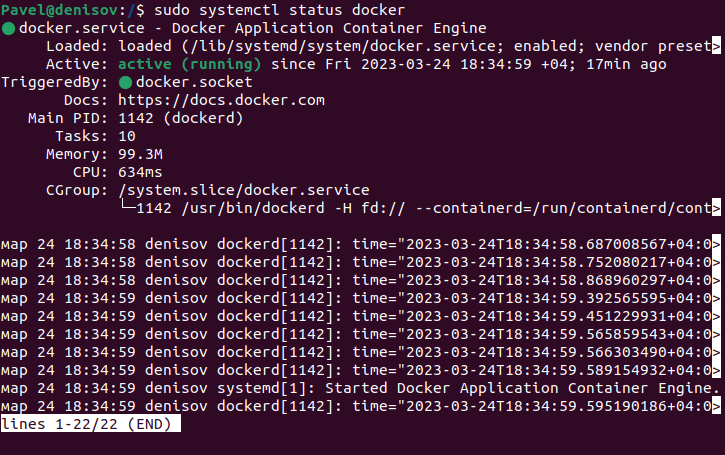 Pavel@denisov:/$ sudo systemctl status docker
● docker.service - Docker Application Container Engine
     Loaded: loaded (/lib/systemd/system/docker.service; enabled; vendor preset>
     Active: active (running) since Fri 2023-03-24 18:34:59 +04; 17min ago
TriggeredBy: ● docker.socket
       Docs: https://docs.docker.com
   Main PID: 1142 (dockerd)
      Tasks: 10
     Memory: 99.3M
        CPU: 634ms
     CGroup: /system.slice/docker.service
             └─1142 /usr/bin/dockerd -H fd:// --containerd=/run/containerd/cont>
мар 24 18:34:58 denisov dockerd[1142]: time="2023-03-24T18:34:58.687008567+04:0>
мар 24 18:34:58 denisov dockerd[1142]: time="2023-03-24T18:34:58.752080217+04:0>
мар 24 18:34:58 denisov dockerd[1142]: time="2023-03-24T18:34:58.868960297+04:0>
мар 24 18:34:59 denisov dockerd[1142]: time="2023-03-24T18:34:59.392565595+04:0>
мар 24 18:34:59 denisov dockerd[1142]: time="2023-03-24T18:34:59.451229931+04:0>
мар 24 18:34:59 denisov dockerd[1142]: time="2023-03-24T18:34:59.565859543+04:0>
мар 24 18:34:59 denisov dockerd[1142]: time="2023-03-24T18:34:59.566303490+04:0>
мар 24 18:34:59 denisov dockerd[1142]: time="2023-03-24T18:34:59.589154932+04:0>
мар 24 18:34:59 denisov systemd[1]: Started Docker Application Container Engine.
мар 24 18:34:59 denisov dockerd[1142]: time="2023-03-24T18:34:59.595190186+04:0>
lines 1-22/22 (END)